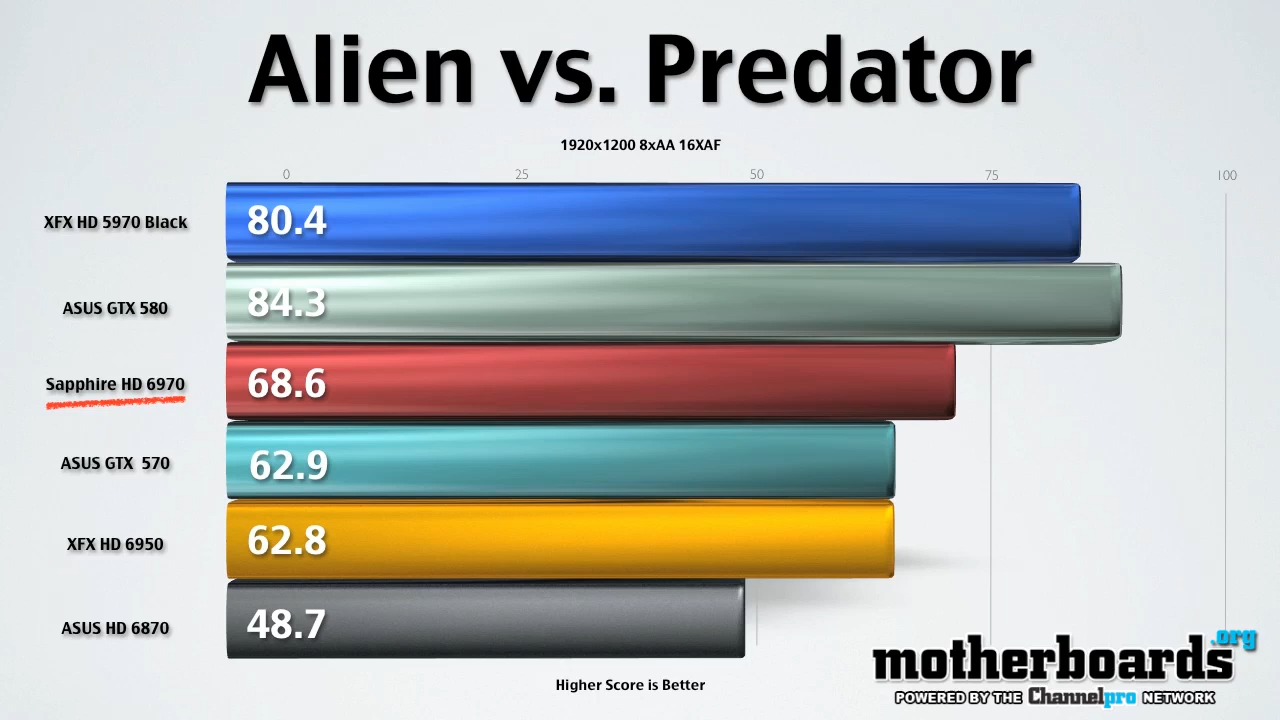 Alien vs. Predator
1920x1200 8xAA 16XAF
0 25 50 75 100
XFX HD 5970 Black 80.4
ASUS GTX 580 84.3
Sapphire HD 6970 68.6
ASUS GTX 570 62.9
XFX HD 6950 62.8
ASUS HD 6870 48.7
Higher Score is Better
motherboards.org
POWERED BY THE Channelpro NETWORK